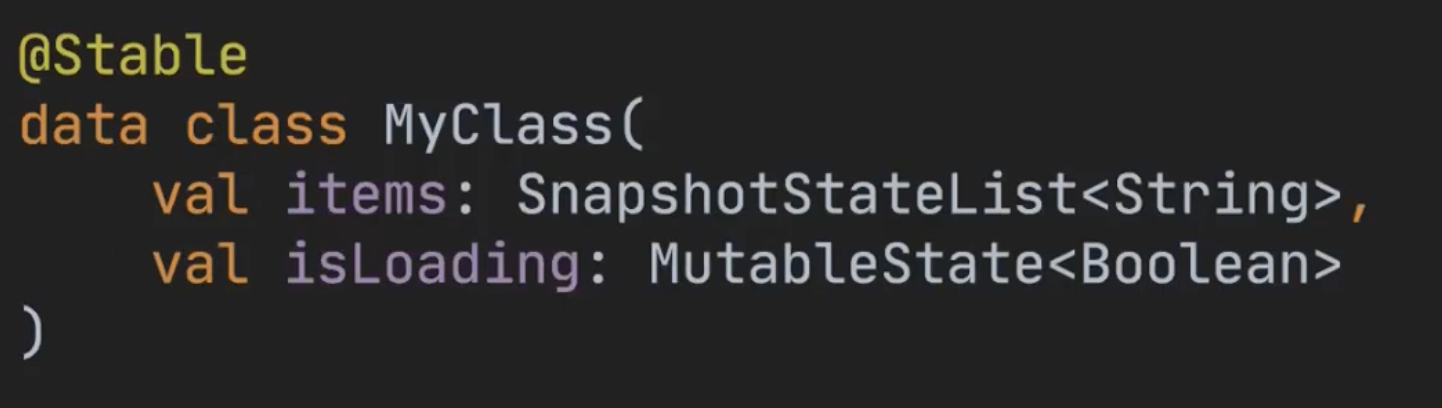 @Stable
data class MyClass(
    val items: SnapshotStateList<String>,
    val isLoading: MutableState<Boolean>
)